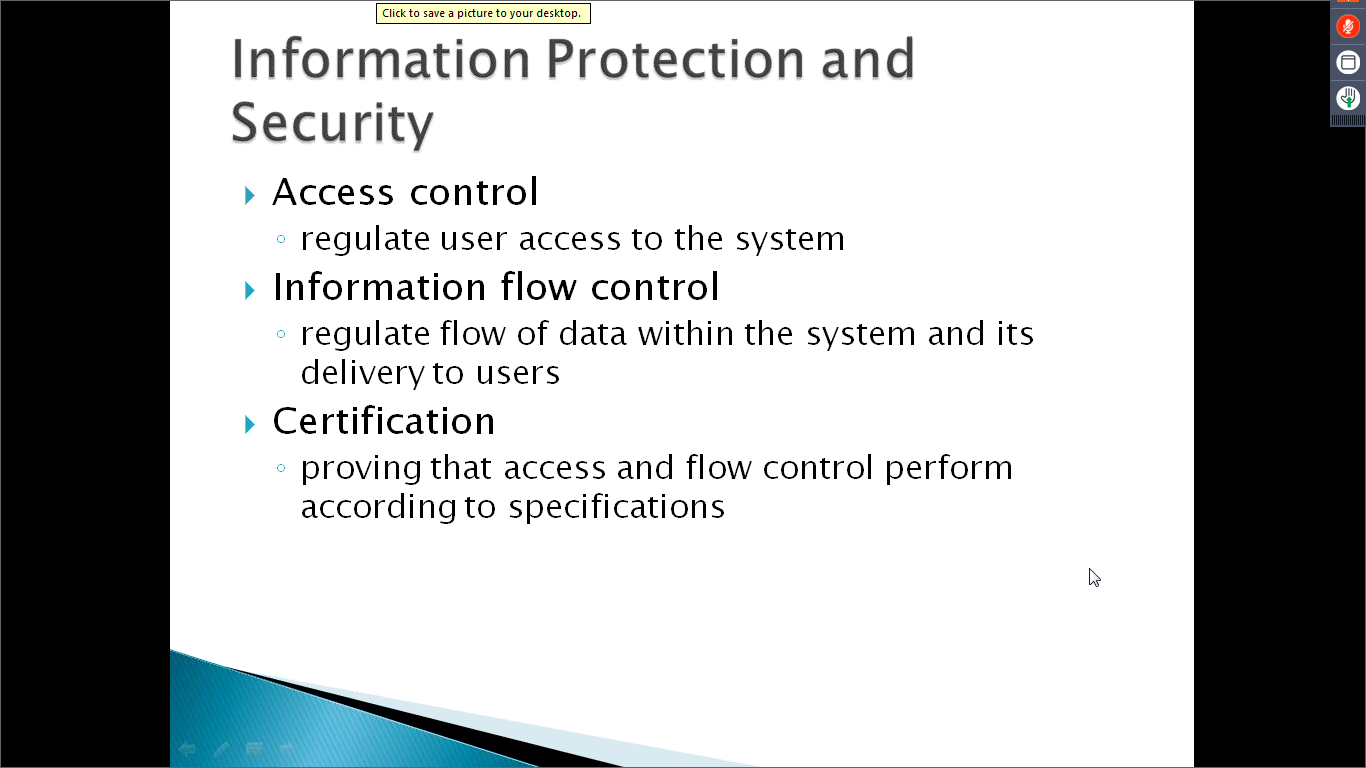 Click to save a picture to your desktop.
Information Protection and
Security
Access control
regulate user access to the system
Information flow control
regulate flow of data within the system and its
delivery to users
Certification
proving that access and flow control perform
according to specifications